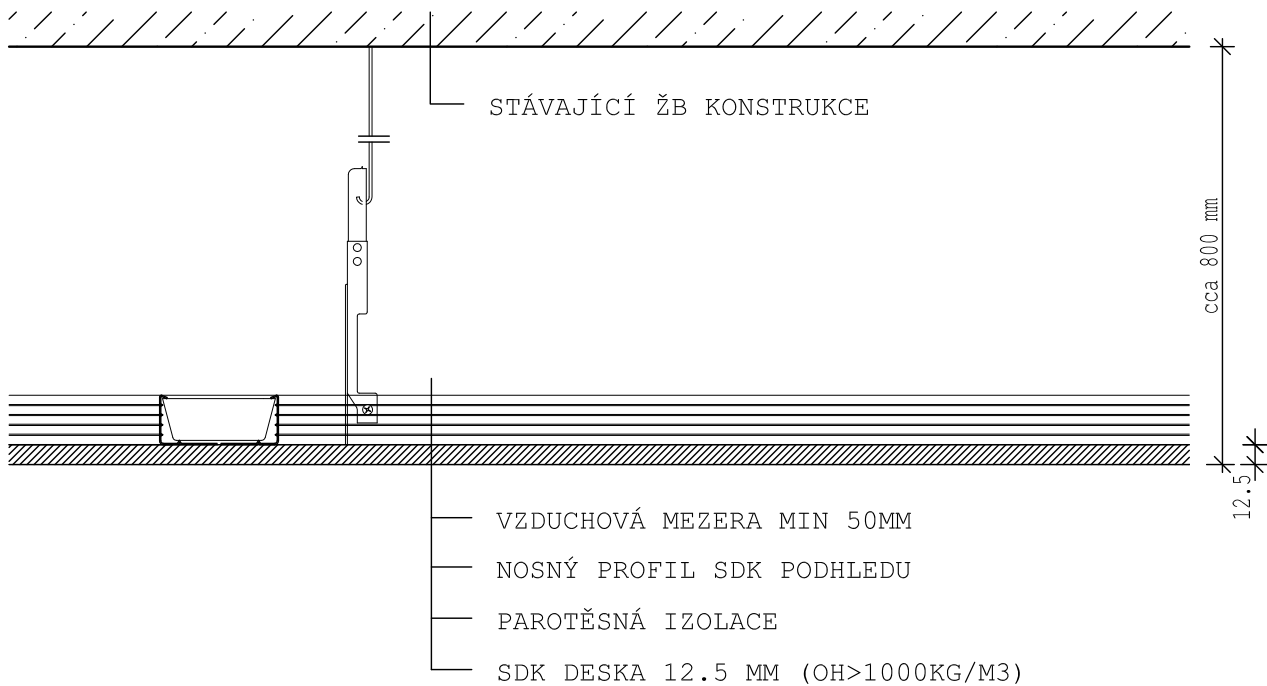 STÁVAJÍCÍ ŽB KONSTRUKCE
cca 800 mm
12.5
VZDUCHOVÁ MEZERA MIN 50MM
NOSNÝ PROFIL SDK PODHLEDU
PAROTĚSNÁ IZOLACE
SDK DESKA 12.5 MM (OH>1000KG/M3)